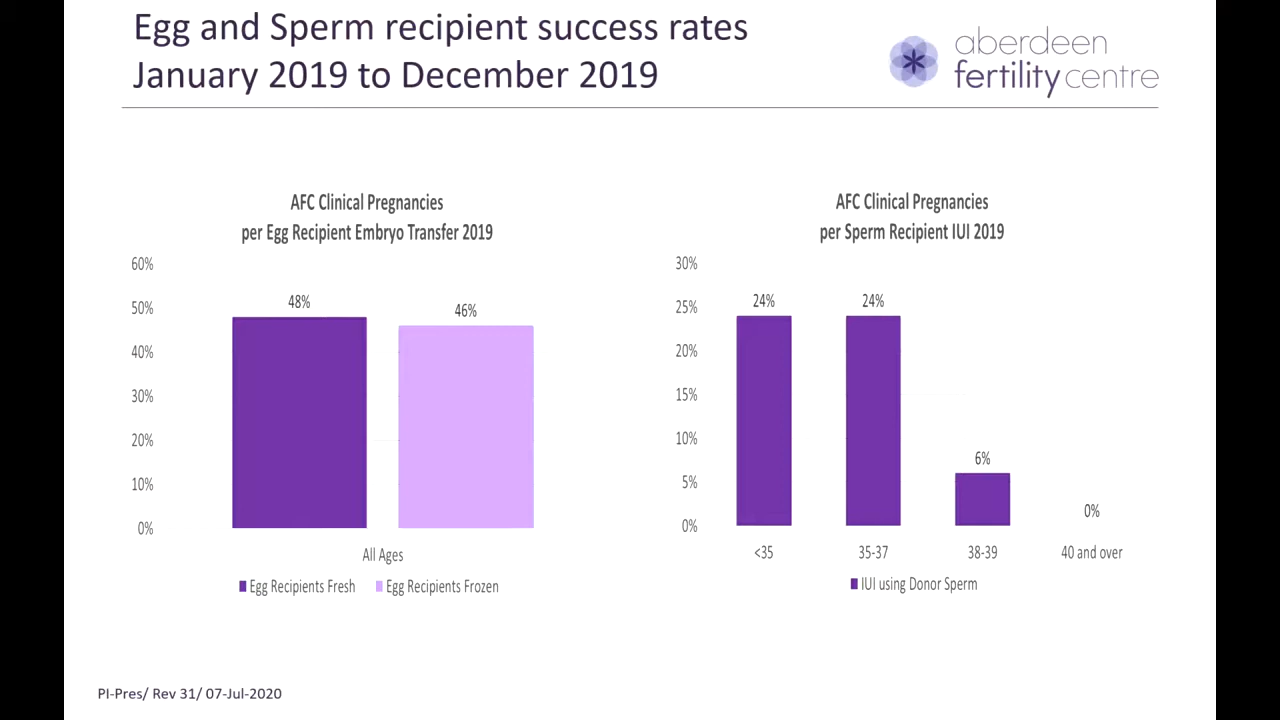 Egg and Sperm recipient success rates
January 2019 to December 2019
aberdeen
fertility centre
AFC Clinical Pregnancies
per Egg Recipient Embryo Transfer 2019
60%
50%
40%
30%
20%
10%
0%
48%
46%
All Ages
Egg Recipients Fresh
Egg Recipients Frozen
AFC Clinical Pregnancies
per Sperm Recipient IUI 2019
30%
25%
20%
15%
10%
5%
0%
24%
24%
6%
0%
<35
35-37
38-39
40 and over
IUI using Donor Sperm
PI-Pres/ Rev 31/ 07-Jul-2020